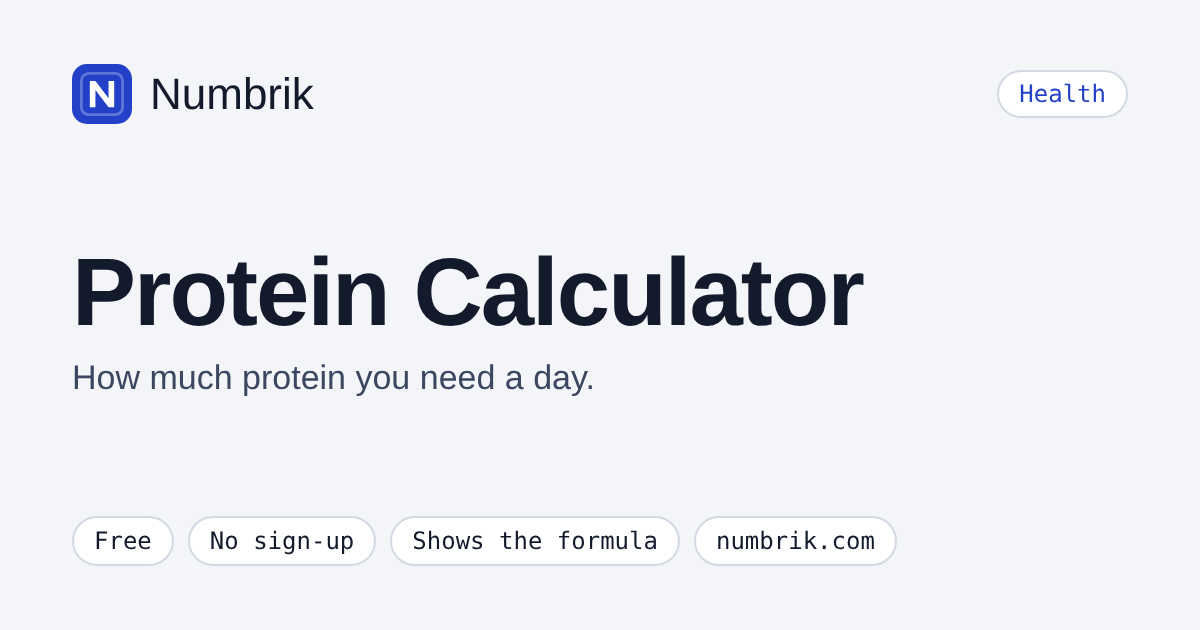 N Numbrik
Health
Protein Calculator
How much protein you need a day.
Free
No sign-up
Shows the formula
numbrik.com